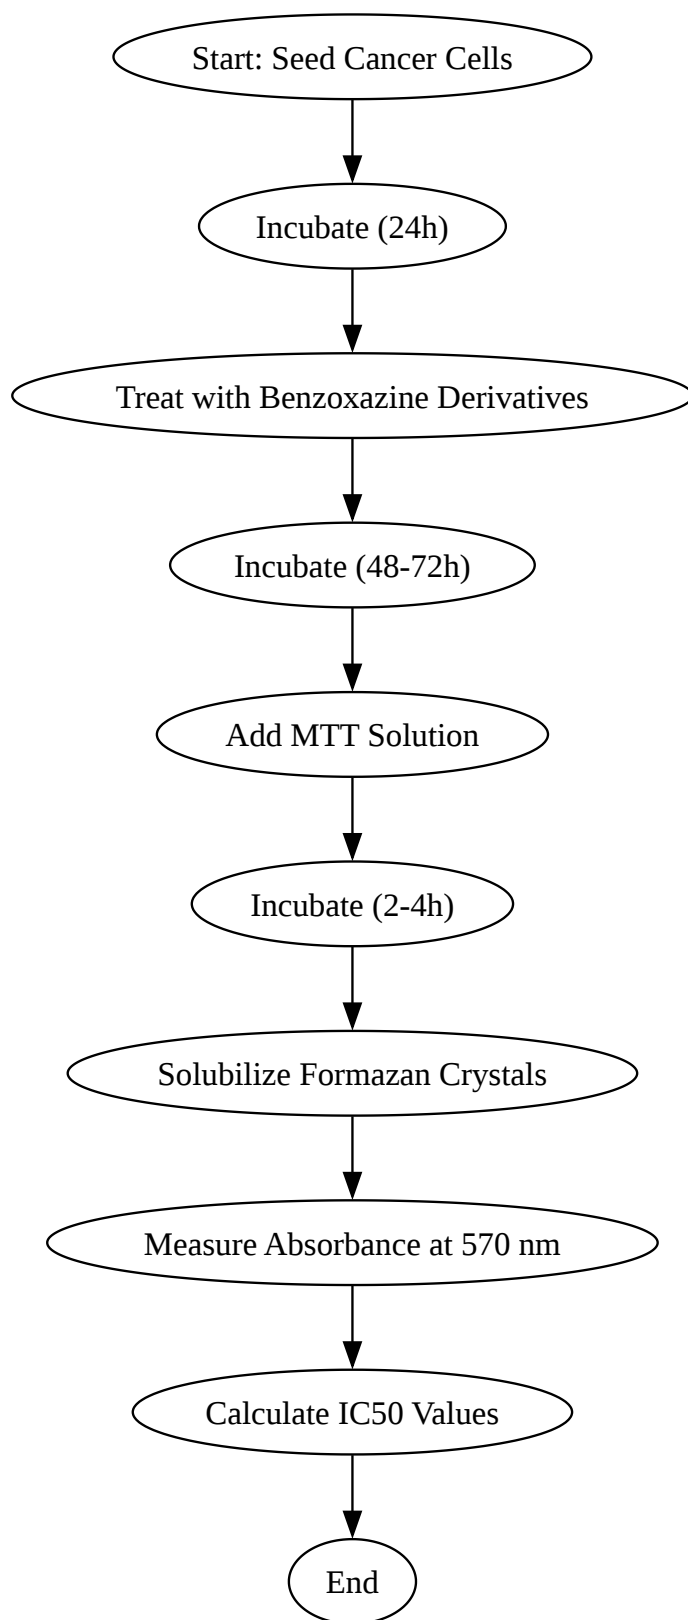 Start: Seed Cancer Cells
Incubate (24h)
Treat with Benzoxazine Derivatives
Incubate (48-72h)
Add MTT Solution
Incubate (2-4h)
Solubilize Formazan Crystals
Measure Absorbance at 570 nm
Calculate IC50 Values
End